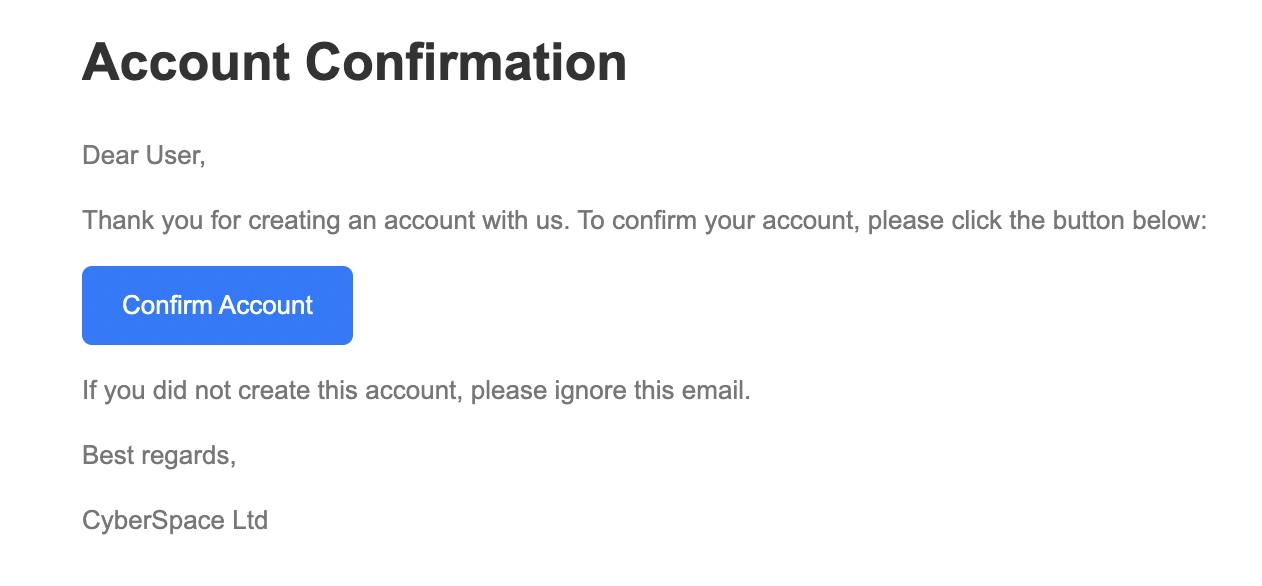 Account Confirmation
Dear User,
Thank you for creating an account with us. To confirm your account, please click the button below:
Confirm Account
If you did not create this account, please ignore this email.
Best regards,
CyberSpace Ltd